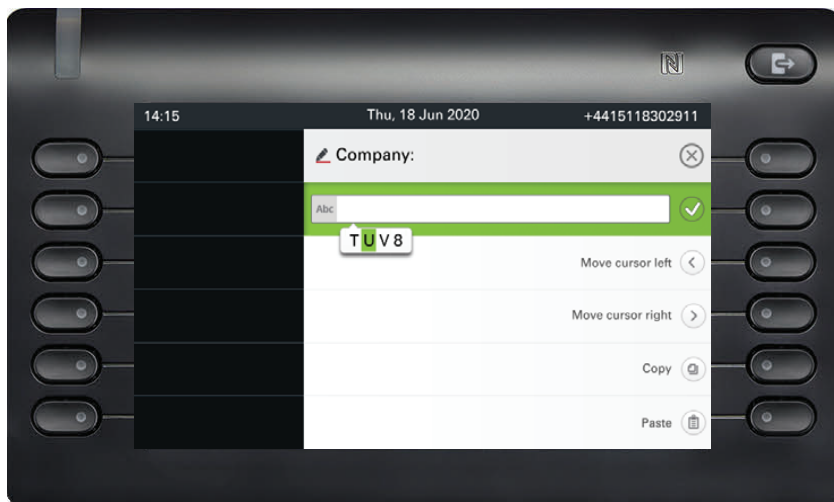 14:15 Thu, 18 Jun 2020 +4415118302911
Company:
Abc
T U V 8
Move cursor left
Move cursor right
Copy
Paste